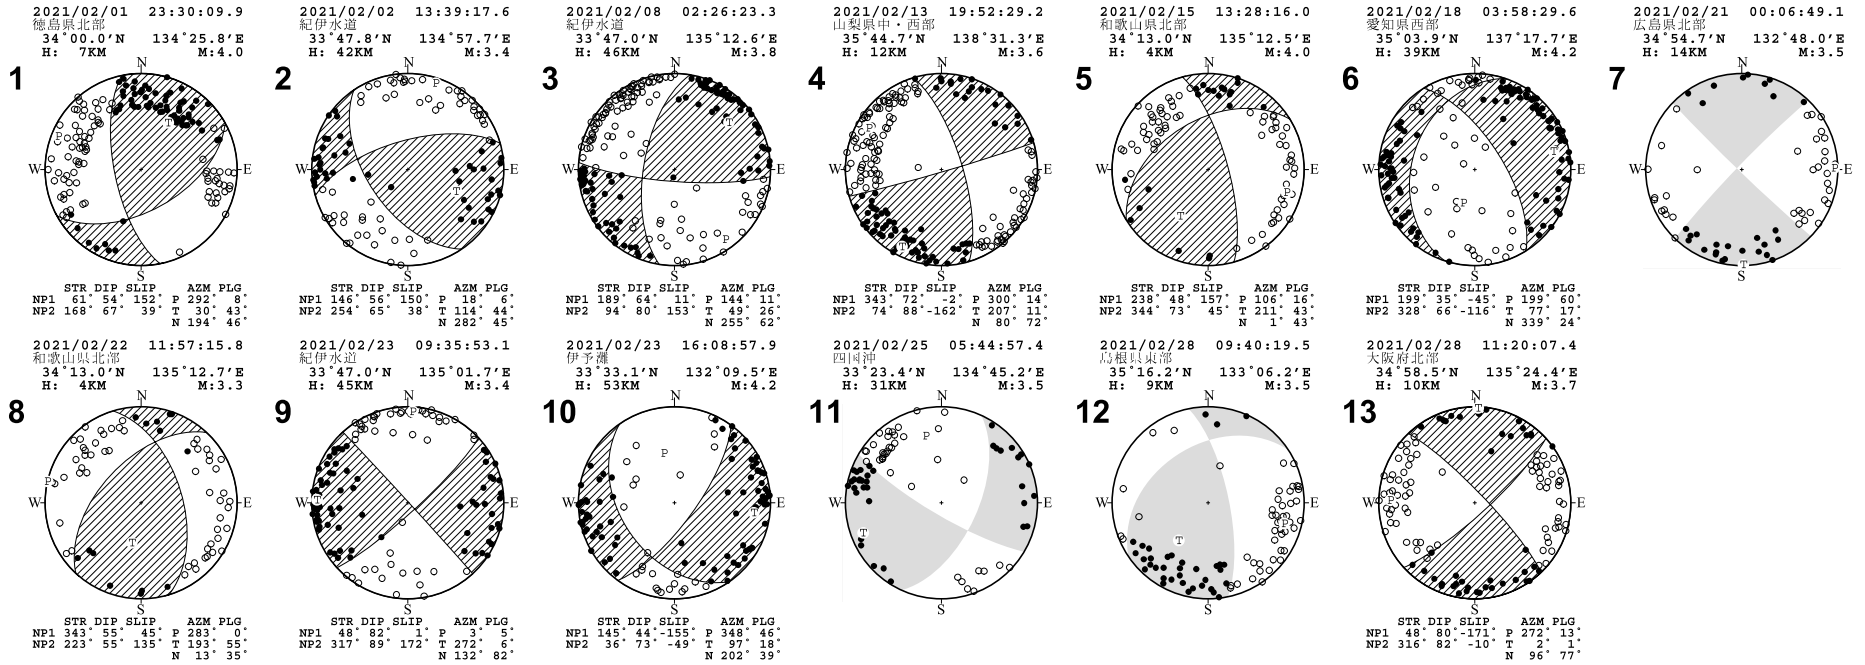 2021/02/01 23:30:09.9
徳島県北部
34°00.0'N 134°25.8'E
H: 7KM M:4.0
1
N
W
E
S
P
T
STR DIP SLIP AZM PLG
NP1 61° 54° 152° P 292° 8°
NP2 168° 67° 39° T 30° 43°
N 194° 46°
2021/02/02 13:39:17.6
紀伊水道
33°47.8'N 134°57.7'E
H: 42KM M:3.4
2
N
W
E
S
P
T
STR DIP SLIP AZM PLG
NP1 146° 56° 150° P 18° 6°
NP2 254° 65° 38° T 114° 44°
N 282° 45°
2021/02/08 02:26:23.3
紀伊水道
33°47.0'N 135°12.6'E
H: 46KM M:3.8
3
N
W
E
S
T
P
STR DIP SLIP AZM PLG
NP1 189° 64° 11° P 144° 11°
NP2 94° 80° 153° T 49° 26°
N 255° 62°
2021/02/13 19:52:29.2
山梨県中・西部
35°44.7'N 138°31.3'E
H: 12KM M:3.6
4
N
W
E
S
P
T
STR DIP SLIP AZM PLG
NP1 343° 72° -2° P 300° 14°
NP2 74° 88° -162° T 207° 11°
N 80° 72°
2021/02/15 13:28:16.0
和歌山県北部
34°13.0'N 135°12.5'E
H: 4KM M:4.0
5
N
W
E
S
P
T
STR DIP SLIP AZM PLG
NP1 238° 48° 157° P 106° 16°
NP2 344° 73° 45° T 211° 43°
N 1° 43°
2021/02/18 03:58:29.6
愛知県西部
35°03.9'N 137°17.7'E
H: 39KM M:4.2
6
N
W
E
S
T
P
STR DIP SLIP AZM PLG
NP1 199° 35° -45° P 199° 60°
NP2 328° 66° -116° T 77° 17°
N 339° 24°
2021/02/21 00:06:49.1
広島県北部
34°54.7'N 132°48.0'E
H: 14KM M:3.5
7
N
W
P
E
T
S
2021/02/22 11:57:15.8
和歌山県北部
34°13.0'N 135°12.7'E
H: 4KM M:3.3
8
N
P
W
E
T
S
STR DIP SLIP AZM PLG
NP1 343° 55° 45° P 283° 0°
NP2 223° 55° 135° T 193° 55°
N 13° 35°
2021/02/23 09:35:53.1
紀伊水道
33°47.0'N 135°01.7'E
H: 45KM M:3.4
9
N
P
W
T
E
S
STR DIP SLIP AZM PLG
NP1 48° 82° 1° P 3° 5°
NP2 317° 89° 172° T 272° 6°
N 132° 82°
2021/02/23 16:08:57.9
伊予灘
33°33.1'N 132°09.5'E
H: 53KM M:4.2
10
N
P
W
E
T
S
STR DIP SLIP AZM PLG
NP1 145° 44° -155° P 348° 46°
NP2 36° 73° -49° T 97° 18°
N 202° 39°
2021/02/25 05:44:57.4
四国沖
33°23.4'N 134°45.2'E
H: 31KM M:3.5
11
N
P
W
E
T
S
2021/02/28 09:40:19.5
島根県東部
35°16.2'N 133°06.2'E
H: 9KM M:3.5
12
N
W
E
P
T
S
2021/02/28 11:20:07.4
大阪府北部
34°58.5'N 135°24.4'E
H: 10KM M:3.7
13
N
T
W
P
E
S
STR DIP SLIP AZM PLG
NP1 48° 80° -171° P 272° 13°
NP2 316° 82° -10° T 2° 1°
N 96° 77°